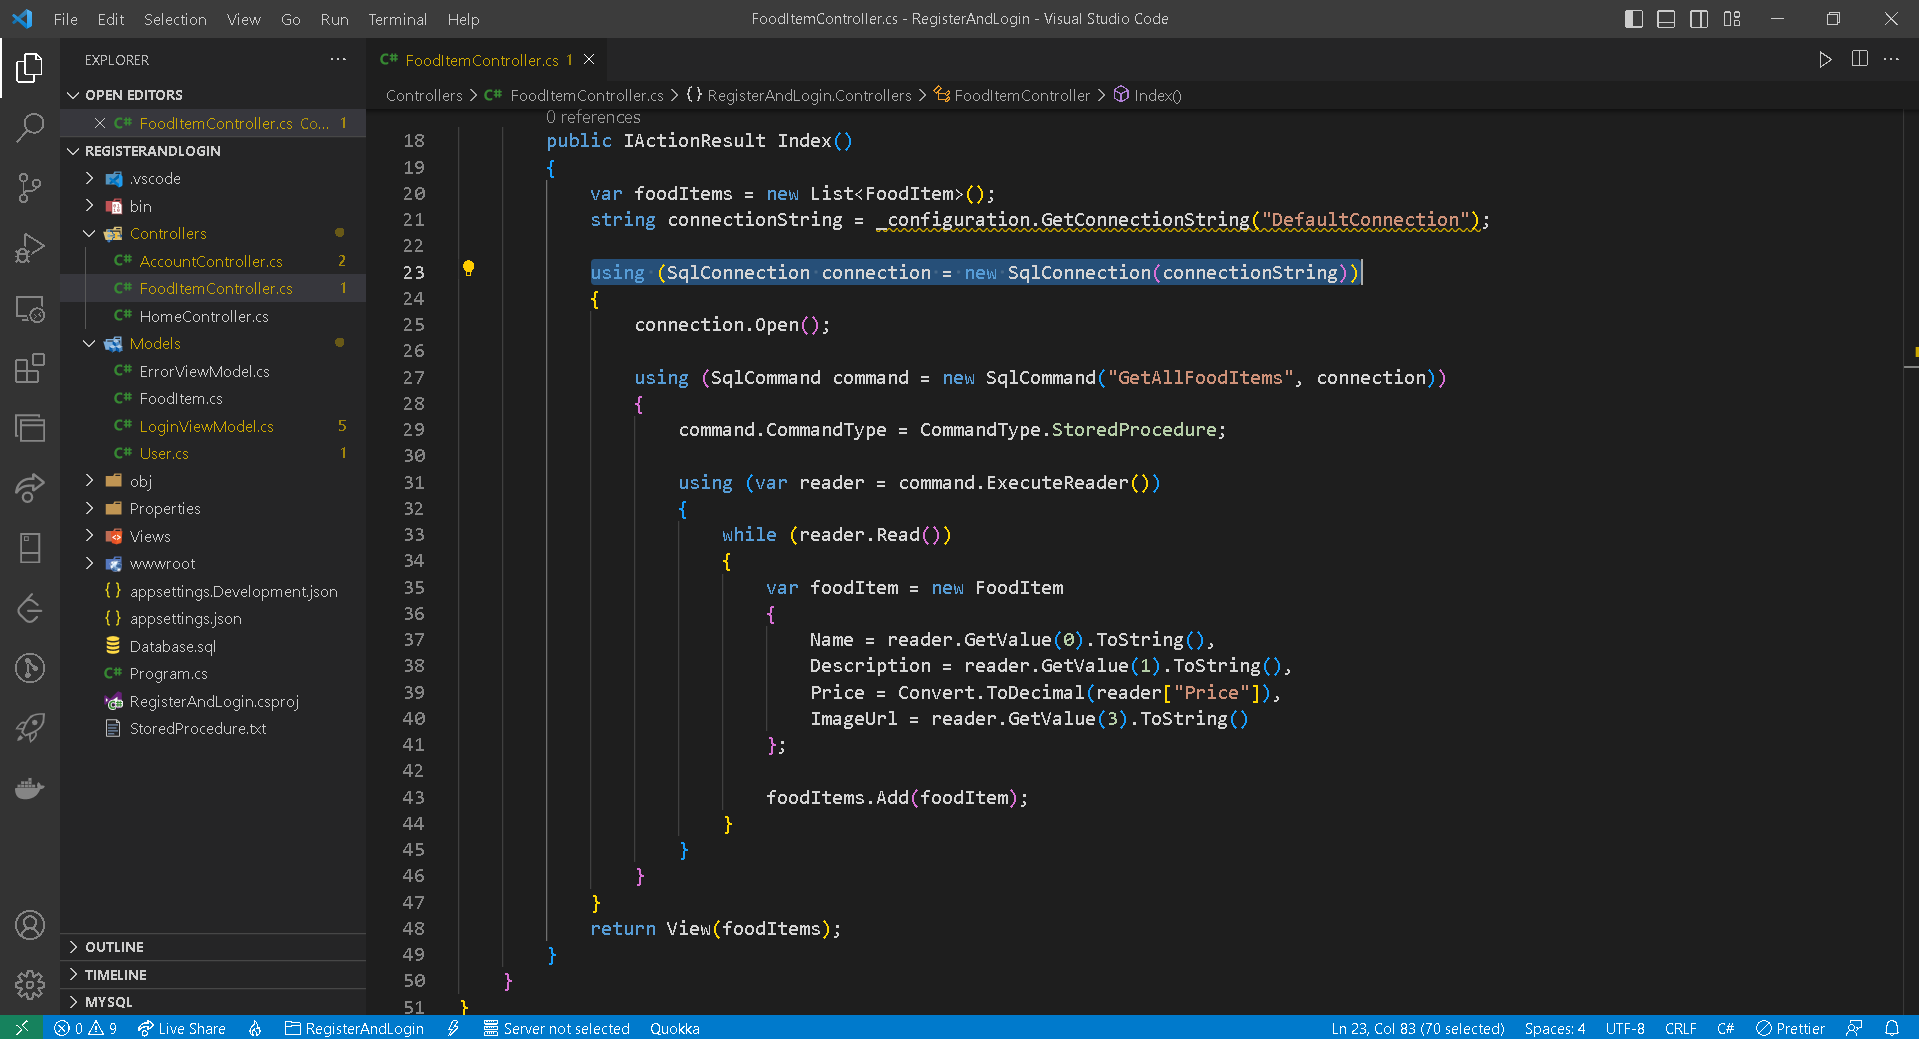 File Edit Selection View Go Run Terminal Help
FoodItemController.cs - RegisterAndLogin - Visual Studio Code
EXPLORER
OPEN EDITORS
FoodItemController.cs Co... 1
REGISTERANDLOGIN
.vscode
bin
Controllers
AccountController.cs 2
FoodItemController.cs 1
HomeController.cs
Models
ErrorViewModel.cs
FoodItem.cs
LoginViewModel.cs 5
User.cs 1
obj
Properties
Views
wwwroot
appsettings.Development.json
appsettings.json
Database.sql
Program.cs
RegisterAndLogin.csproj
StoredProcedure.txt
OUTLINE
TIMELINE
MYSQL
C# FoodItemController.cs 1
Controllers > C# FoodItemController.cs > {} RegisterAndLogin.Controllers > FoodItemController > Index()
0 references
18 public IActionResult Index()
19 {
20 var foodItems = new List<FoodItem>();
21 string connectionString = _configuration.GetConnectionString("DefaultConnection");
22
23 using (SqlConnection connection = new SqlConnection(connectionString))
24 {
25 connection.Open();
26
27 using (SqlCommand command = new SqlCommand("GetAllFoodItems", connection))
28 {
29 command.CommandType = CommandType.StoredProcedure;
30
31 using (var reader = command.ExecuteReader())
32 {
33 while (reader.Read())
34 {
35 var foodItem = new FoodItem
36 {
37 Name = reader.GetValue(0).ToString(),
38 Description = reader.GetValue(1).ToString(),
39 Price = Convert.ToDecimal(reader["Price"]),
40 ImageUrl = reader.GetValue(3).ToString()
41 };
42
43 foodItems.Add(foodItem);
44 }
45 }
46 }
47 }
48 return View(foodItems);
49 }
50 }
51 }
0 9 Live Share RegisterAndLogin Server not selected Quokka
Ln 23, Col 83 (70 selected) Spaces: 4 UTF-8 CRLF C# Prettier